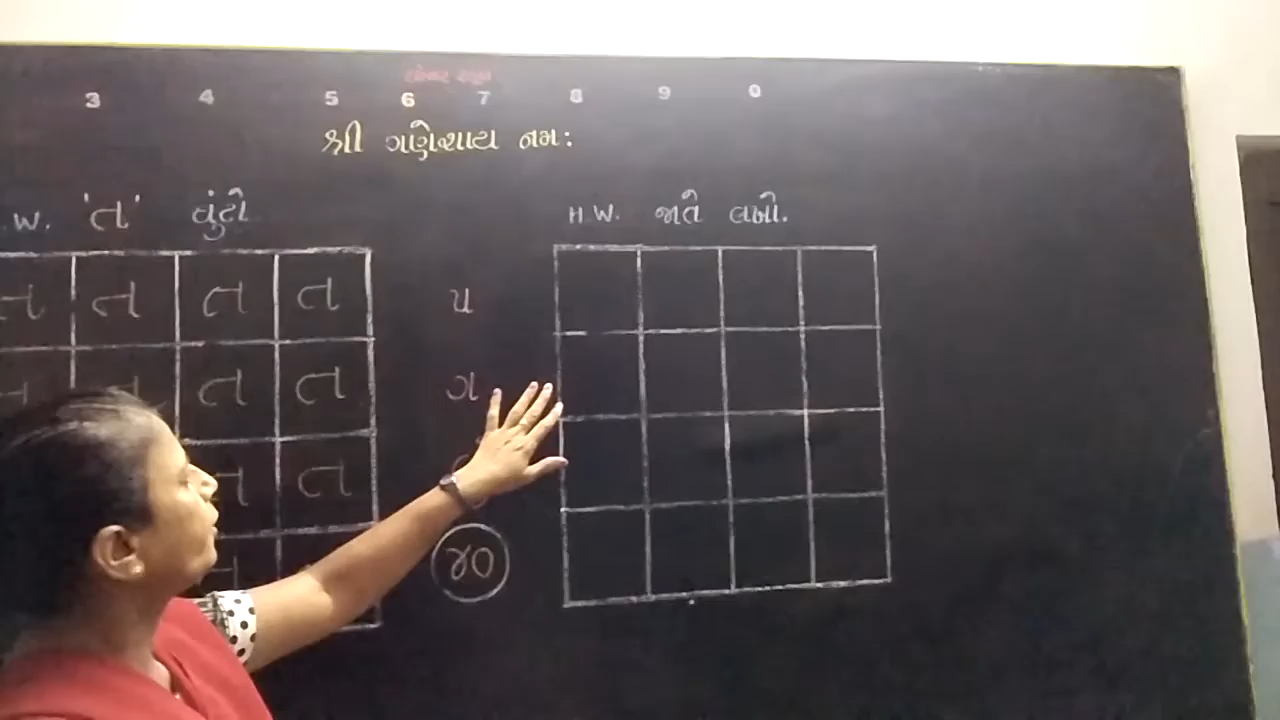 3 4 5 6 7 8 9 0
શ્રી ગણેશાય નમઃ
.W. 'ત' ઘુંટો
ત ત ત ત
ત ત
ત ત
પ
ગ
૪૦
H.W. જાતે લખો.